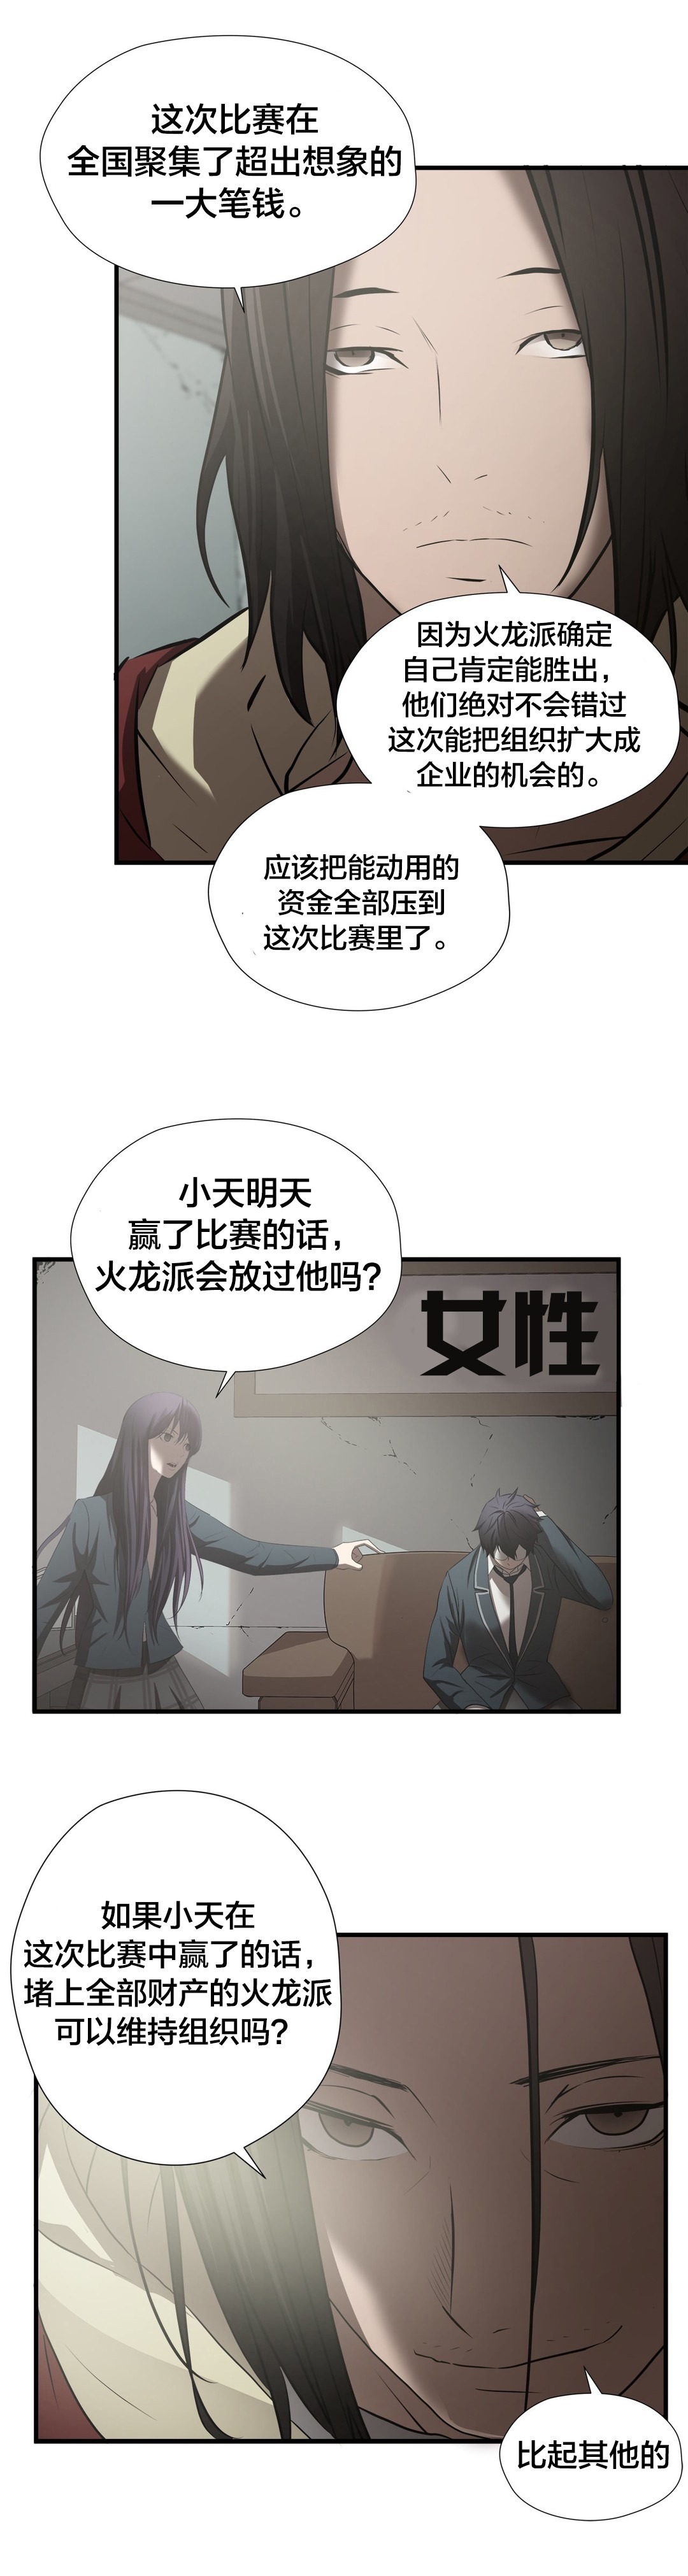 这次比赛在
全国聚集了超出想象的
一大笔钱。
因为火龙派确定
自己肯定能胜出，
他们绝对不会错过
这次能把组织扩大成
企业的机会的。
应该把能动用的
资金全部压到
这次比赛里了。
小天明天
赢了比赛的话，
火龙派会放过他吗？
女性
如果小天在
这次比赛中赢了的话，
堵上全部财产的火龙派
可以维持组织吗？
比起其他的